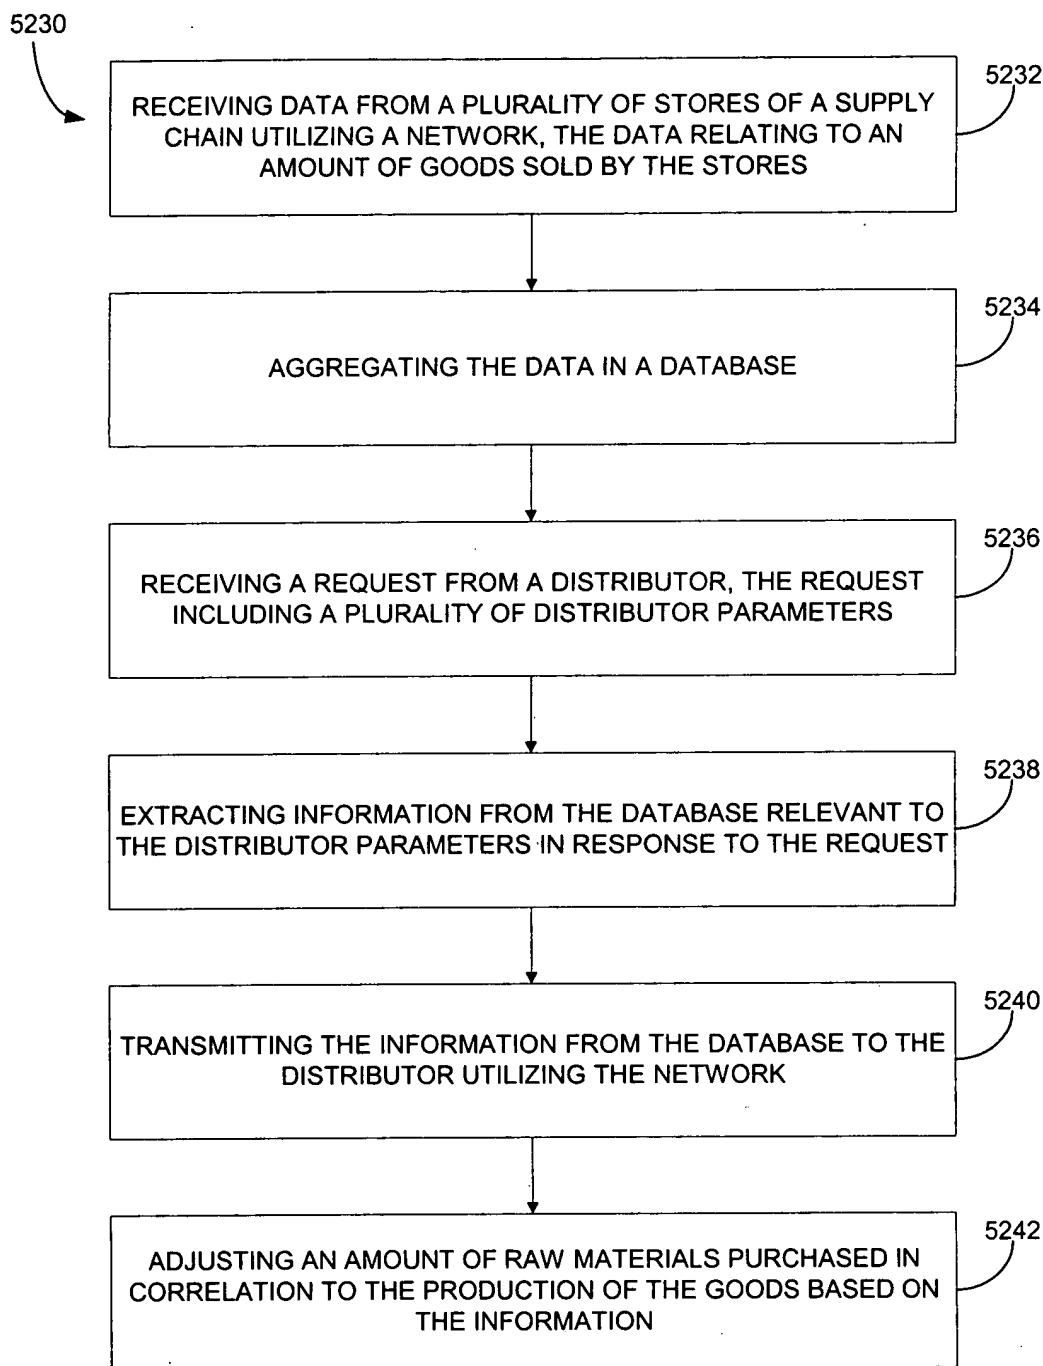 5230
5232
RECEIVING DATA FROM A PLURALITY OF STORES OF A SUPPLY
CHAIN UTILIZING A NETWORK, THE DATA RELATING TO AN
AMOUNT OF GOODS SOLD BY THE STORES
5234
AGGREGATING THE DATA IN A DATABASE
5236
RECEIVING A REQUEST FROM A DISTRIBUTOR, THE REQUEST
INCLUDING A PLURALITY OF DISTRIBUTOR PARAMETERS
5238
EXTRACTING INFORMATION FROM THE DATABASE RELEVANT TO
THE DISTRIBUTOR PARAMETERS IN RESPONSE TO THE REQUEST
5240
TRANSMITTING THE INFORMATION FROM THE DATABASE TO THE
DISTRIBUTOR UTILIZING THE NETWORK
5242
ADJUSTING AN AMOUNT OF RAW MATERIALS PURCHASED IN
CORRELATION TO THE PRODUCTION OF THE GOODS BASED ON
THE INFORMATION